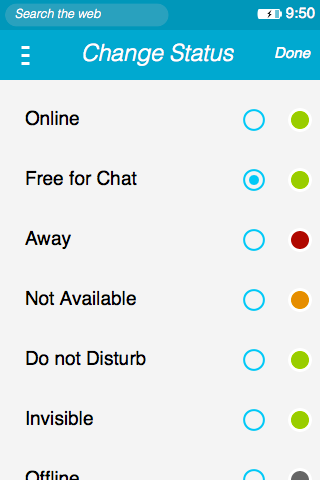 Search the web
9:50
Change Status
Done
Online
Free for Chat
Away
Not Available
Do not Disturb
Invisible
Offline